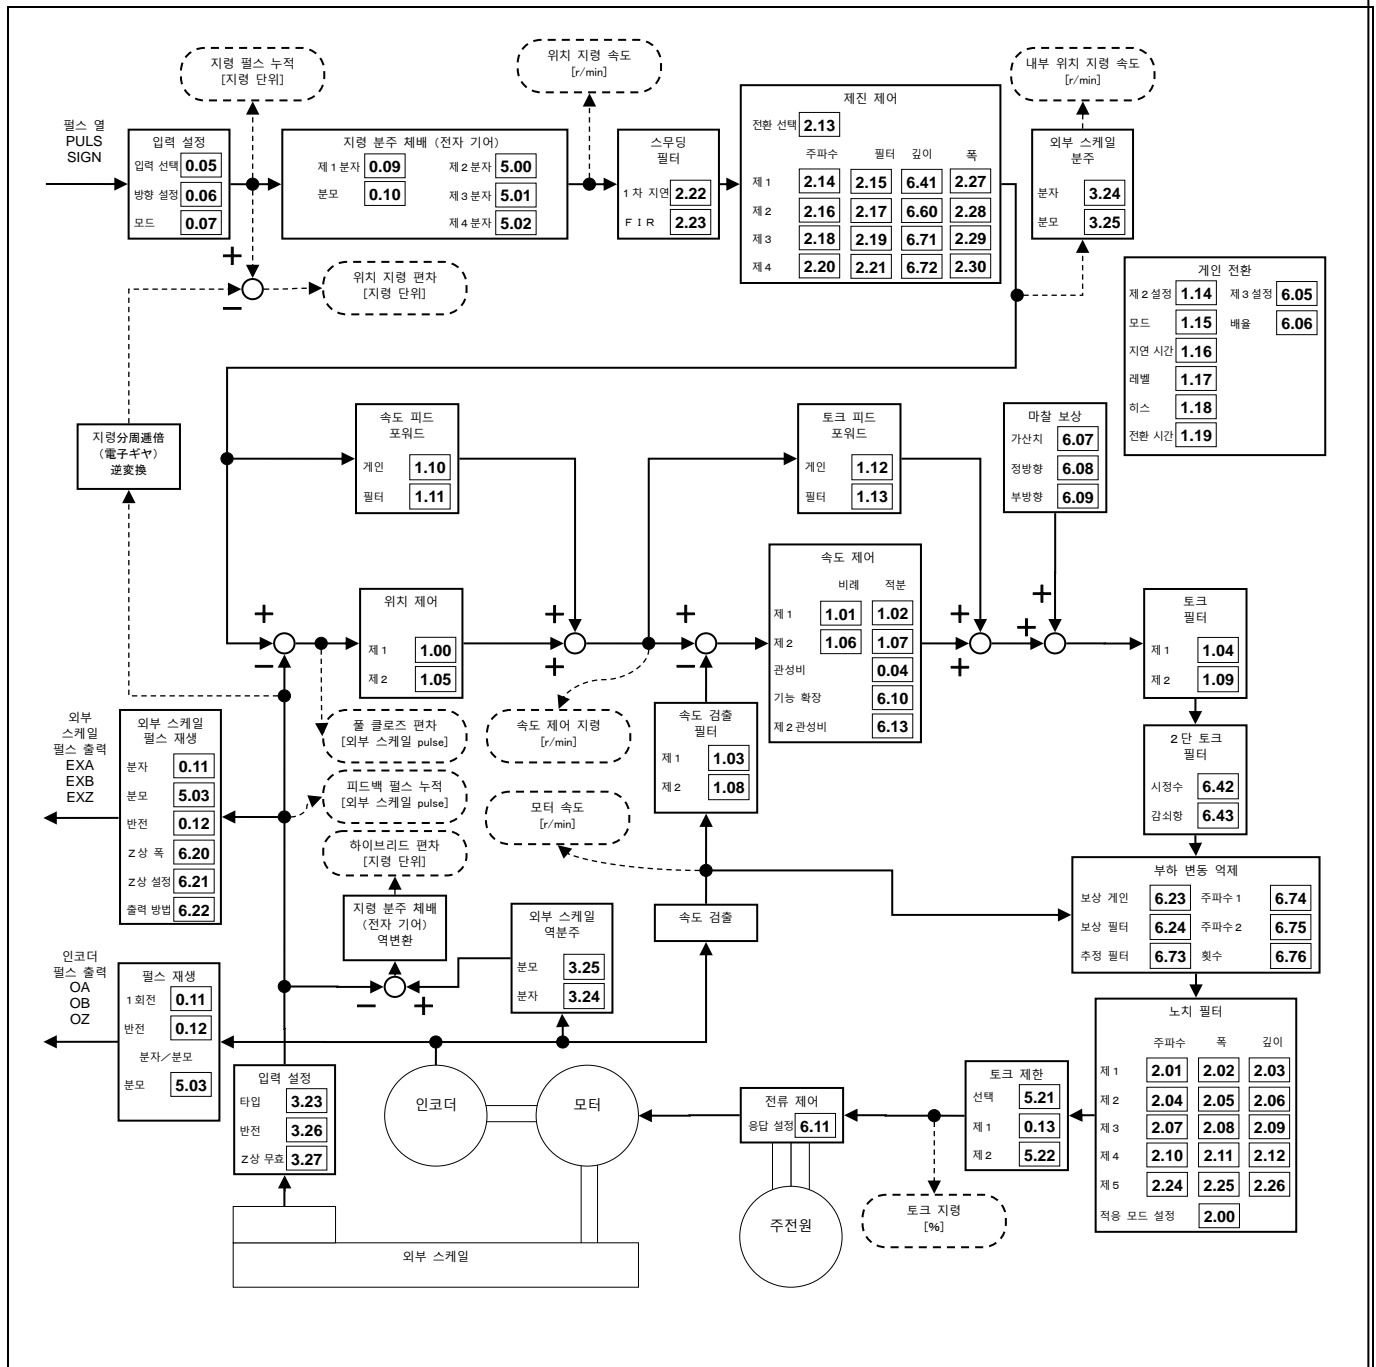 지령 펄스 누적
[지령 단위]
위치 지령 속도
[r/min]
내부 위치 지령 속도
[r/min]
펄스 열
PULS
SIGN
입력 설정
입력 선택 0.05
방향 설정 0.06
모드 0.07
지령 분주 체배 (전자 기어)
제1분자 0.09 제2분자 5.00
분모 0.10 제3분자 5.01
제4분자 5.02
스무딩
필터
1차 지연 2.22
F I R 2.23
제진 제어
전환 선택 2.13
주파수 필터 깊이 폭
제1 2.14 2.15 6.41 2.27
제2 2.16 2.17 6.60 2.28
제3 2.18 2.19 6.71 2.29
제4 2.20 2.21 6.72 2.30
외부 스케일
분주
분자 3.24
분모 3.25
+
−
위치 지령 편차
[지령 단위]
게인 전환
제2설정 1.14 제3설정 6.05
모드 1.15 배율 6.06
지연 시간 1.16
레벨 1.17
히스 1.18
전환 시간 1.19
지령分周逓倍
(電子ギヤ)
逆変換
속도 피드
포워드
게인 1.10
필터 1.11
토크 피드
포워드
게인 1.12
필터 1.13
마찰 보상
가산치 6.07
정방향 6.08
부방향 6.09
+
−
위치 제어
제1 1.00
제2 1.05
+
+
+
−
속도 제어
비례 적분
제1 1.01 1.02
제2 1.06 1.07
관성비 0.04
기능 확장 6.10
제2관성비 6.13
+
+
+
+
토크
필터
제1 1.04
제2 1.09
외부
스케일
펄스 출력
EXA
EXB
EXZ
외부 스케일
펄스 재생
분자 0.11
분모 5.03
반전 0.12
Z상 폭 6.20
Z상 설정 6.21
출력 방법 6.22
풀 클로즈 편차
[외부 스케일 pulse]
피드백 펄스 누적
[외부 스케일 pulse]
하이브리드 편차
[지령 단위]
속도 제어 지령
[r/min]
모터 속도
[r/min]
속도 검출
필터
제1 1.03
제2 1.08
2단 토크
필터
시정수 6.42
감쇠항 6.43
부하 변동 억제
보상 게인 6.23 주파수1 6.74
보상 필터 6.24 주파수2 6.75
추정 필터 6.73 횟수 6.76
지령 분주 체배
(전자 기어)
역변환
외부 스케일
역분주
분모 3.25
분자 3.24
속도 검출
−
+
인코더
펄스 출력
OA
OB
OZ
펄스 재생
1회전 0.11
반전 0.12
분자／분모
분모 5.03
입력 설정
타입 3.23
반전 3.26
Z상 무효 3.27
인코더
모터
전류 제어
응답 설정 6.11
토크 제한
선택 5.21
제1 0.13
제2 5.22
노치 필터
주파수 폭 깊이
제1 2.01 2.02 2.03
제2 2.04 2.05 2.06
제3 2.07 2.08 2.09
제4 2.10 2.11 2.12
제5 2.24 2.25 2.26
적응 모드 설정 2.00
주전원
토크 지령
[%]
외부 스케일